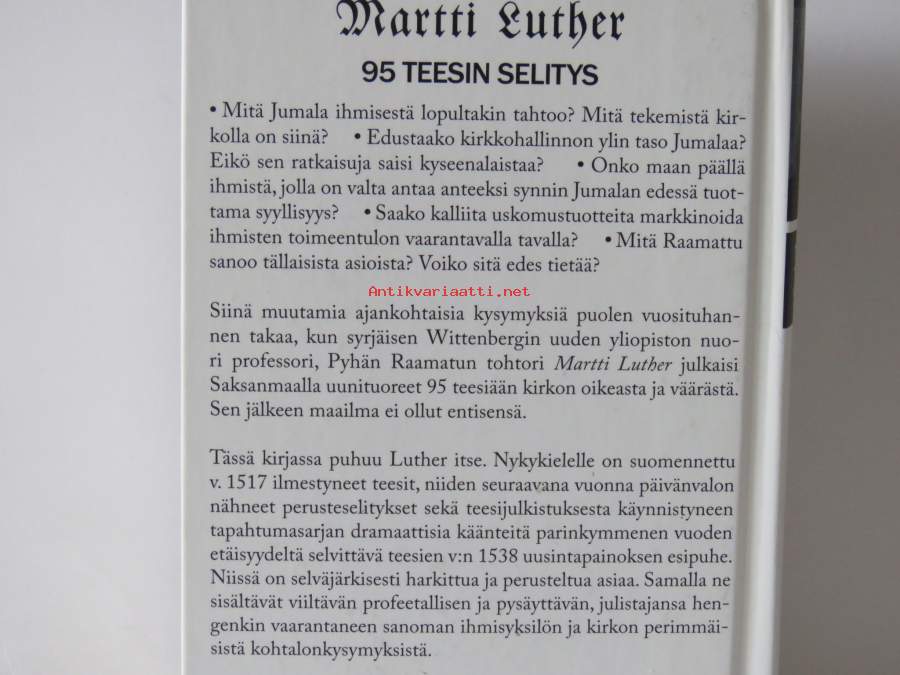 Martti Luther
95 TEESIN SELITYS
• Mitä Jumala ihmisestä lopultakin tahtoo? Mitä tekemistä kir-
kolla on siinä? • Edustaako kirkkohallinnon ylin taso Jumalaa?
Eikö sen ratkaisuja saisi kyseenalaistaa? • Onko maan päällä
ihmistä, jolla on valta antaa anteeksi synnin Jumalan edessä tuot-
tama syyllisyys? • Saako kalliita uskomustuotteita markkinoida
ihmisten toimeentulon vaarantavalla tavalla? • Mitä Raamattu
sanoo tällaisista asioista? Voiko sitä edes tietää?
Antikvariaatti.net
Siinä muutamia ajankohtaisia kysymyksiä puolen vuosituhan-
nen takaa, kun syrjäisen Wittenbergin uuden yliopiston nuo-
ri professori, Pyhän Raamatun tohtori Martti Luther julkaisi
Saksanmaalla uunituoreet 95 teesiään kirkon oikeasta ja väärästä.
Sen jälkeen maailma ei ollut entisensä.
Tässä kirjassa puhuu Luther itse. Nykykielelle on suomennettu
v. 1517 ilmestyneet teesit, niiden seuraavana vuonna päivänvalon
nähneet perusteselitykset sekä teesijulkistuksesta käynnistyneen
tapahtumasarjan dramaattisia käänteitä parinkymmenen vuoden
etäisyydeltä selvittävä teesien v:n 1538 uusintapainoksen esipuhe.
Niissä on selväjärkisesti harkittua ja perusteltua asiaa. Samalla ne
sisältävät viiltävän profeetallisen ja pysäyttävän, julistajansa hen-
genkin vaarantaneen sanoman ihmisyksilön ja kirkon perimmäi-
sistä kohtalonkysymyksistä.